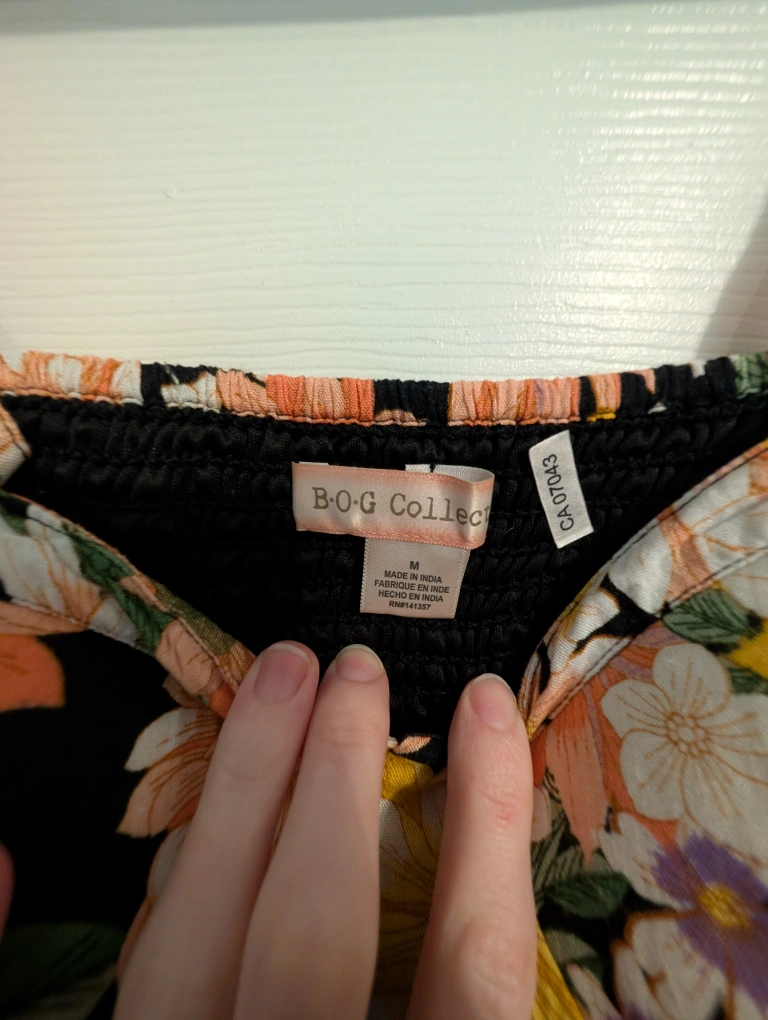 B·O·G Collec
M
MADE IN INDIA
FABRIQUE EN INDE
HECHO EN INDIA
RN#141357
CA 07043